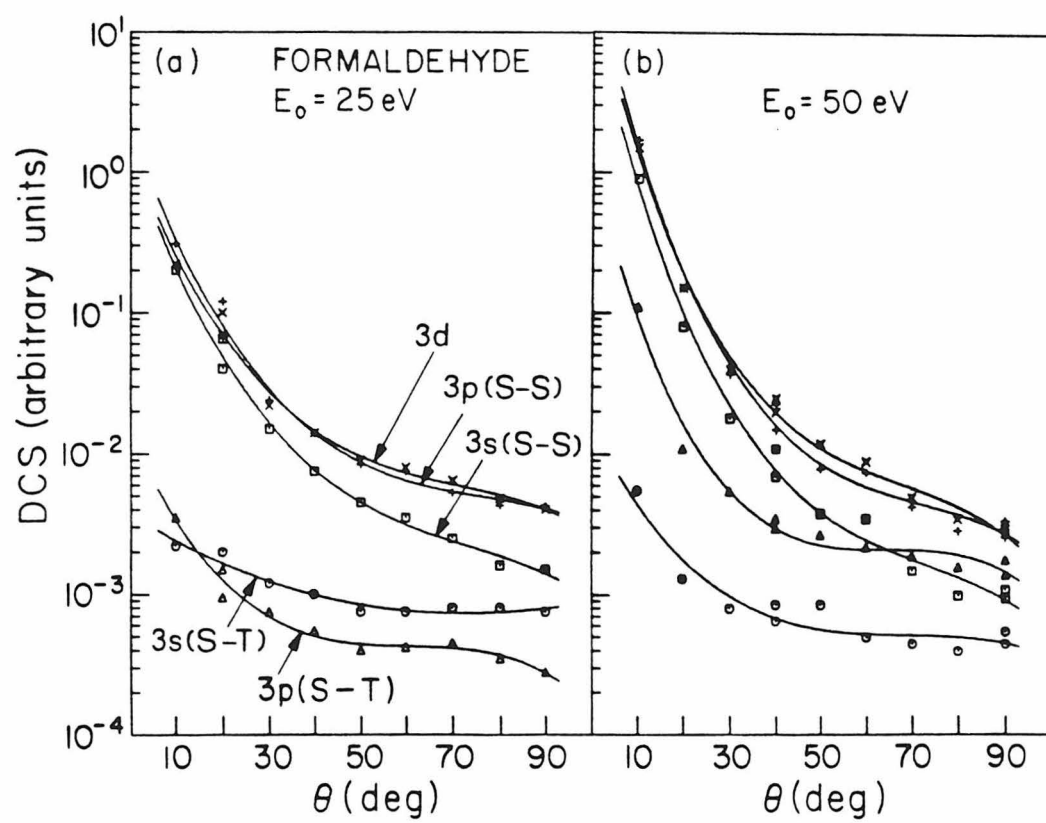 (a) FORMALDEHYDE
E₀ = 25 eV
(b)
E₀ = 50 eV
DCS (arbitrary units)
10¹
10⁰
10⁻¹
10⁻²
10⁻³
10⁻⁴
3d
3p(S-S)
3s(S-S)
3s(S-T)
3p(S-T)
10 30 50 70 90
10 30 50 70 90
θ (deg)
θ (deg)